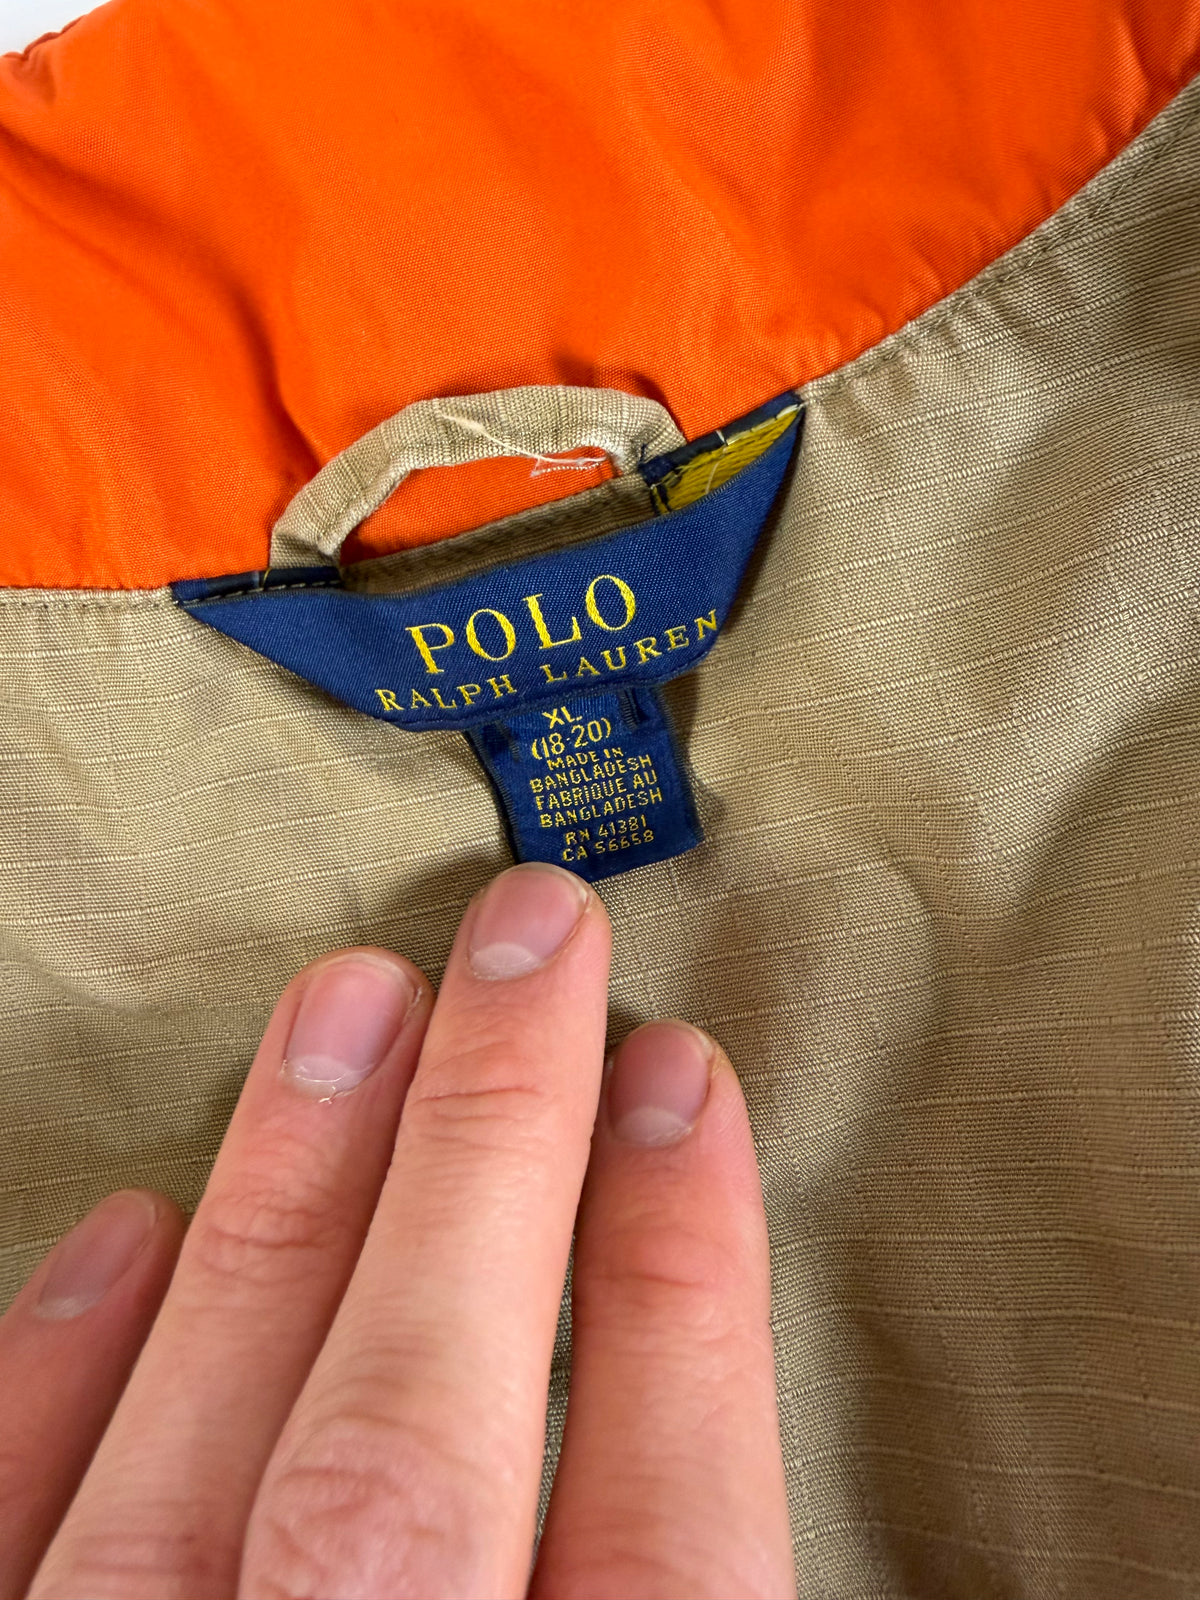 POLO
RALPH LAUREN
XL
(18-20)
MADE IN
BANGLADESH
FABRIQUE AU
BANGLADESH
RN 41381
CA 56658